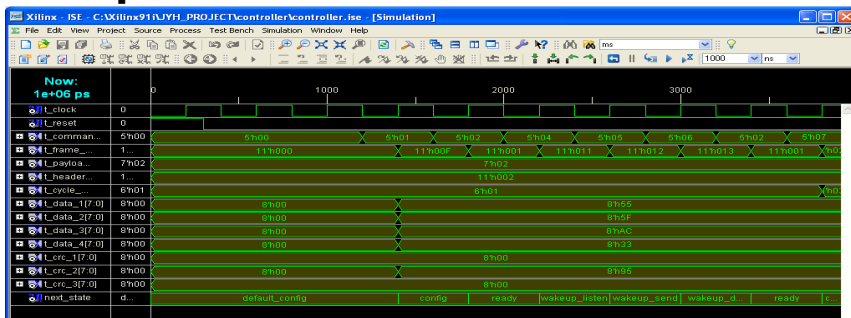 Xilinx - ISE - C:\Xilinx91i\JYH_PROJECT\controller\controller.ise - [Simulation]
File Edit View Project Source Process Test Bench Simulation Window Help
ms
1000 ns
Now:
1e+06 ps
0 1000 2000 3000
t_clock 0
t_reset 0
t_comman... 5'h00 5'h00 5'h01 5'h02 5'h04 5'h05 5'h06 5'h02 5'h07
t_frame_... 1... 11'h000 11'h00F 11'h001 11'h011 11'h012 11'h013 11'h001
t_payloa... 7'h02 7'h02
t_header... 1... 11'h002
t_cycle_... 6'h01 6'h01
t_data_1[7:0] 8'h00 8'h00 8'h55
t_data_2[7:0] 8'h00 8'h00 8'h5F
t_data_3[7:0] 8'h00 8'h00 8'hAC
t_data_4[7:0] 8'h00 8'h00 8'h33
t_crc_1[7:0] 8'h00 8'h00
t_crc_2[7:0] 8'h00 8'h00 8'h95
t_crc_3[7:0] 8'h00 8'h00
next_state d... default_config config ready wakeup_listen wakeup_send wakeup_d... ready c...